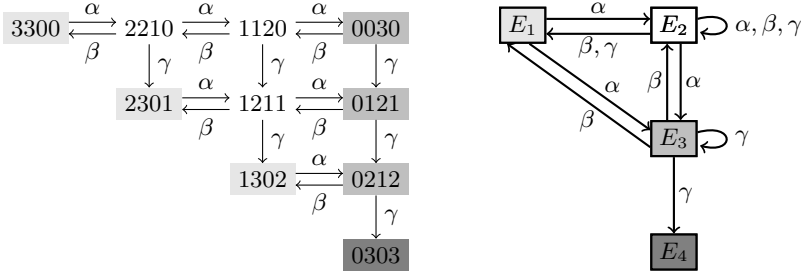 α α α α
3300 2210 1120 0030 E₁ E₂ α, β, γ
β β β β, γ
γ γ γ
α α α
2301 1211 0121 β α
β β β
γ γ E₃ γ
α
1302 0212
β γ
γ
0303 E₄